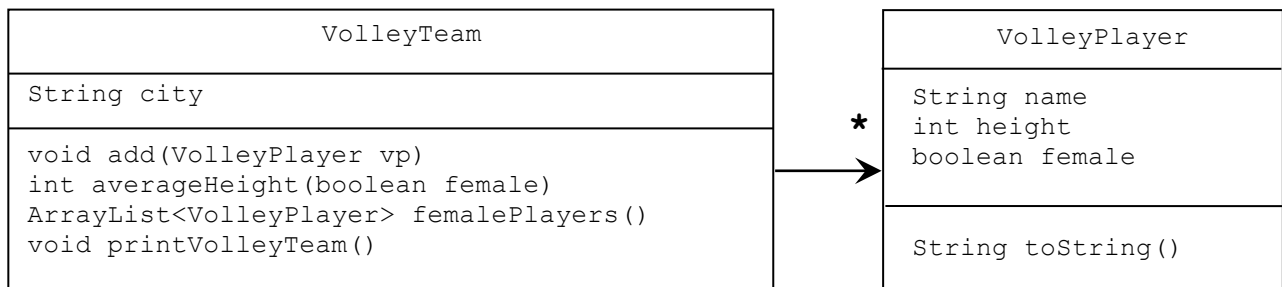 VolleyTeam
String city
void add(VolleyPlayer vp)
int averageHeight(boolean female)
ArrayList<VolleyPlayer> femalePlayers()
void printVolleyTeam()
*
VolleyPlayer
String name
int height
boolean female
String toString()